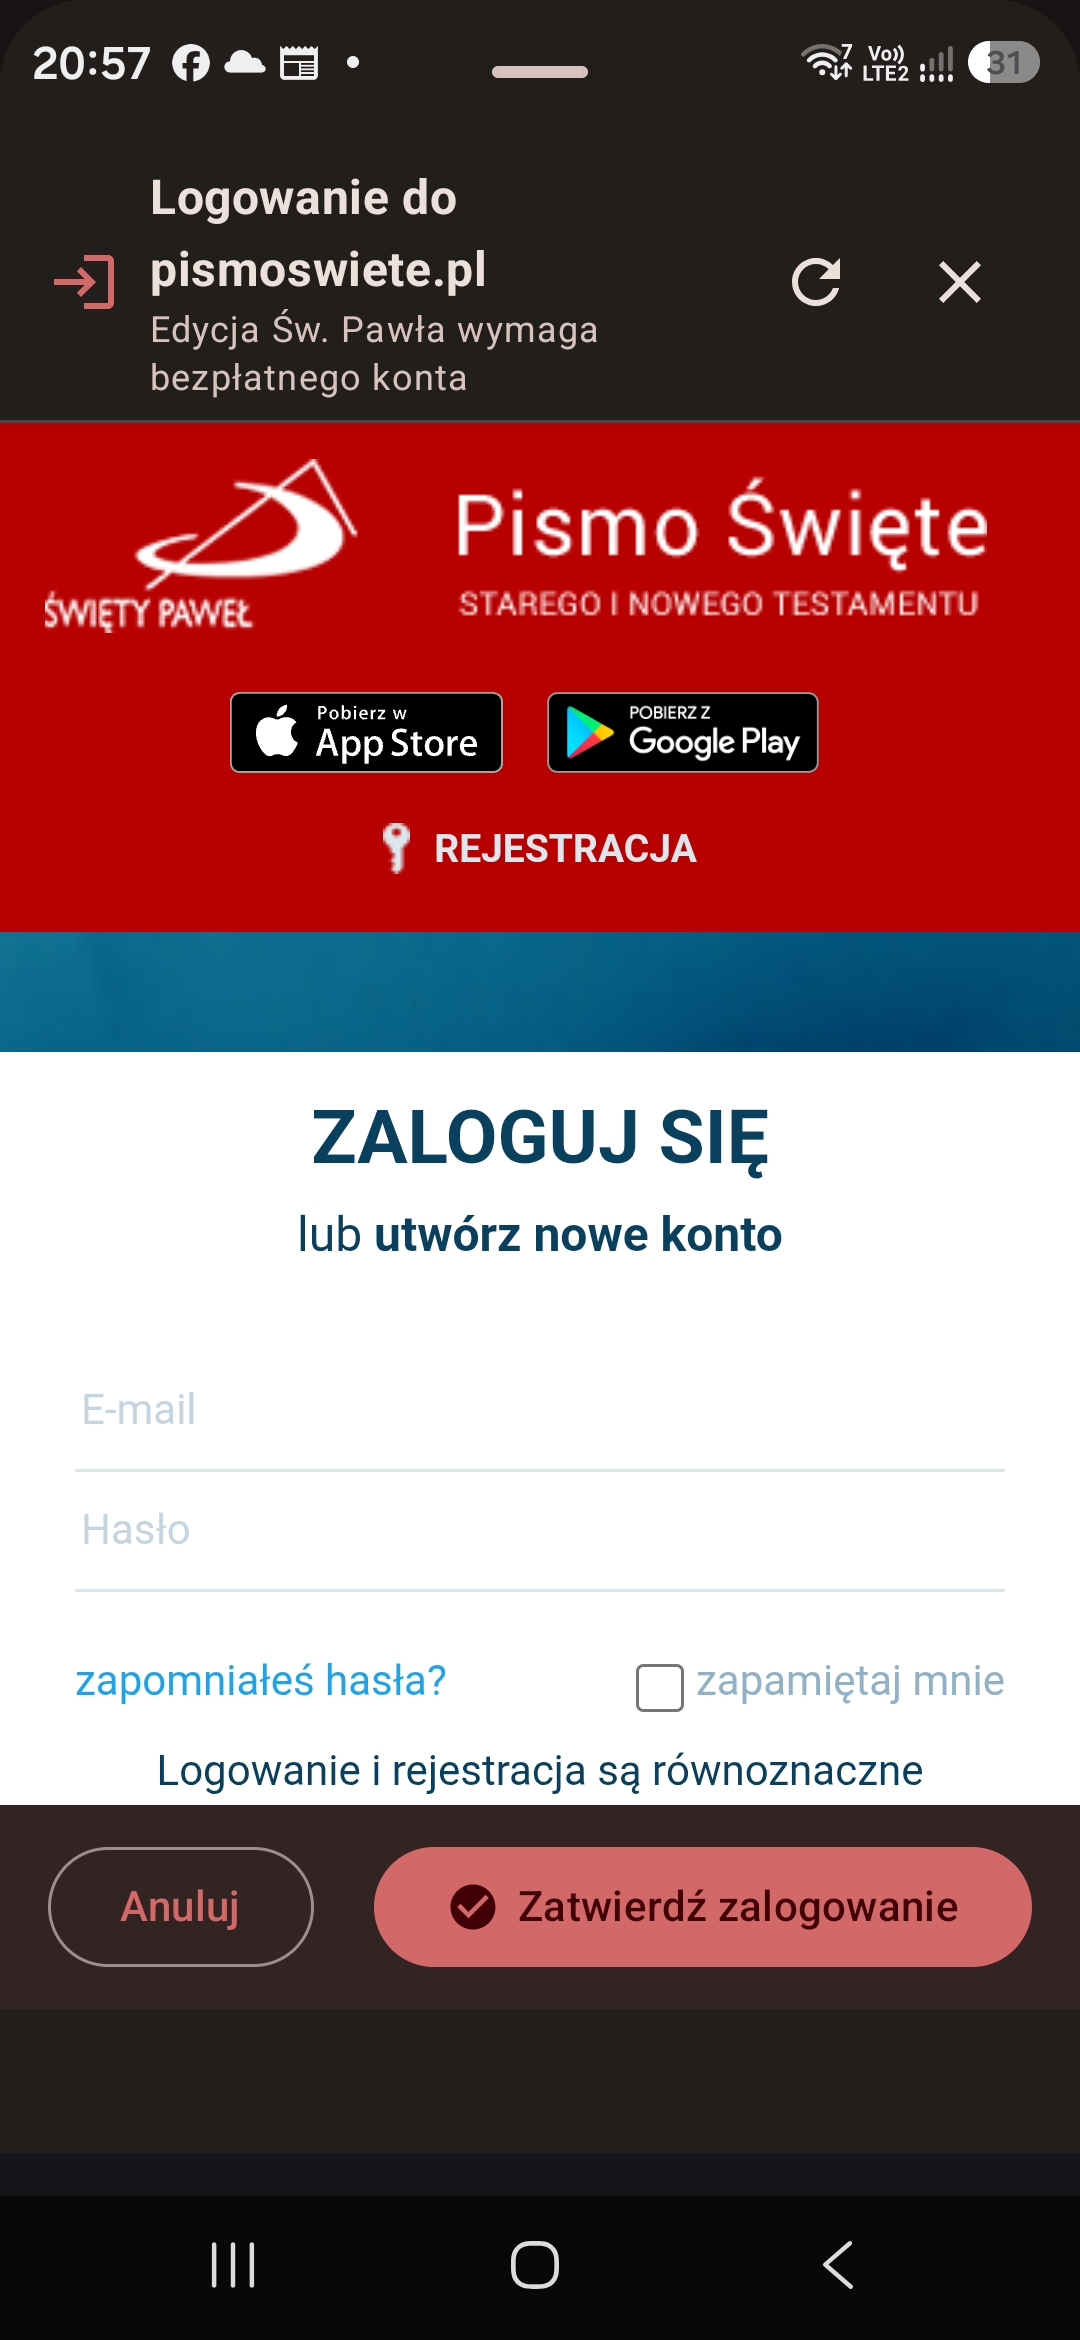 20:57
7 Vo)) LTE2 31
Logowanie do
pismoswiete.pl
Edycja Św. Pawła wymaga
bezpłatnego konta
ŚWIĘTY PAWEŁ
Pismo Święte
STAREGO I NOWEGO TESTAMENTU
Pobierz w
App Store
POBIERZ Z
Google Play
REJESTRACJA
ZALOGUJ SIĘ
lub utwórz nowe konto
E-mail
Hasło
zapomniałeś hasła?
zapamiętaj mnie
Logowanie i rejestracja są równoznaczne
Anuluj
Zatwierdź zalogowanie